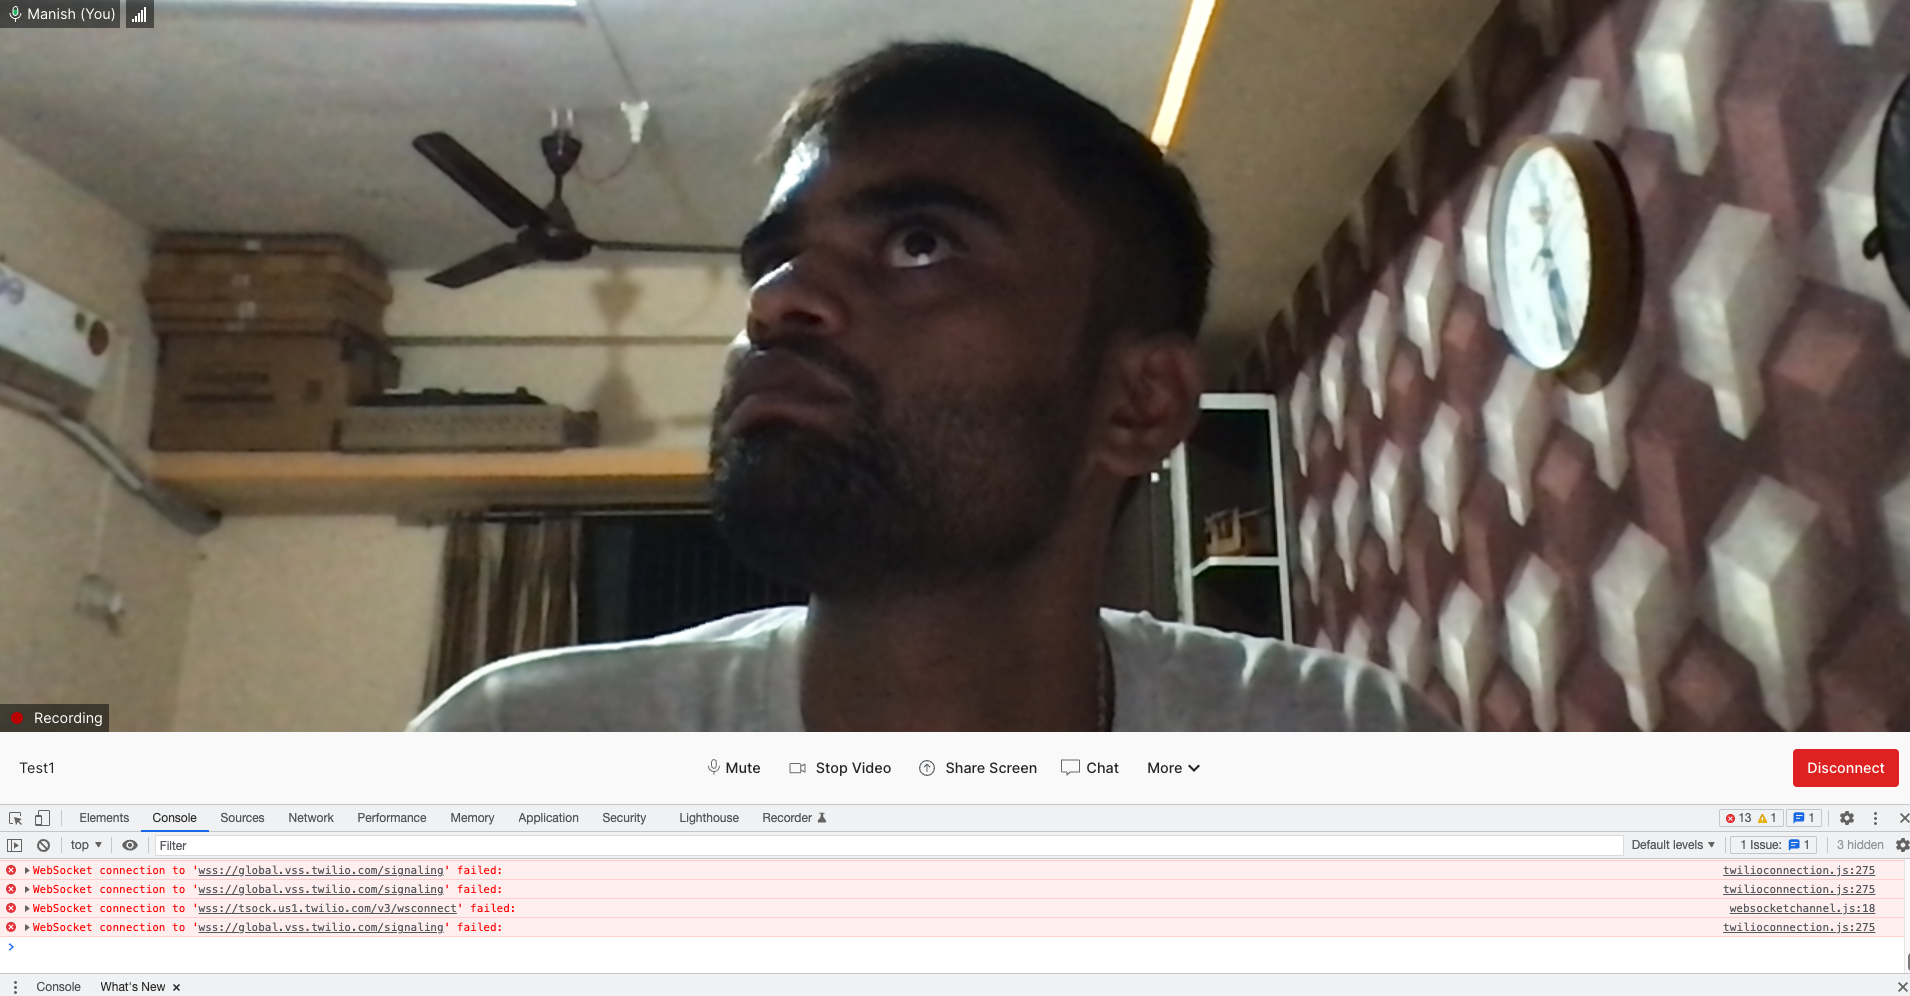 Manish (You)
Recording
Test1 Mute Stop Video Share Screen Chat More Disconnect
Elements Console Sources Network Performance Memory Application Security Lighthouse Recorder 13 1 1
top Filter Default levels 1 Issue: 1 3 hidden
WebSocket connection to 'wss://global.vss.twilio.com/signaling' failed: twilioconnection.js:275
WebSocket connection to 'wss://global.vss.twilio.com/signaling' failed: twilioconnection.js:275
WebSocket connection to 'wss://tsock.us1.twilio.com/v3/wsconnect' failed: websocketchannel.js:18
WebSocket connection to 'wss://global.vss.twilio.com/signaling' failed: twilioconnection.js:275
Console What's New